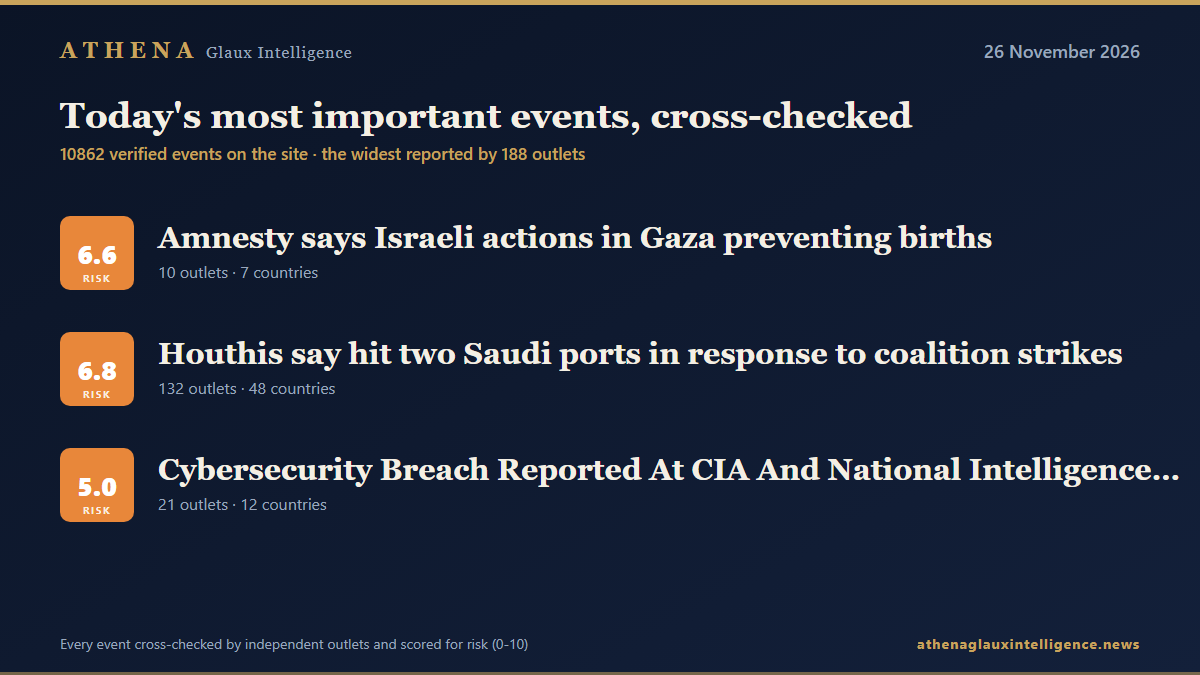 ATHENA Glaux Intelligence
26 November 2026
Today's most important events, cross-checked
10862 verified events on the site · the widest reported by 188 outlets
6.6
RISK
Amnesty says Israeli actions in Gaza preventing births
10 outlets · 7 countries
6.8
RISK
Houthis say hit two Saudi ports in response to coalition strikes
132 outlets · 48 countries
5.0
RISK
Cybersecurity Breach Reported At CIA And National Intelligence...
21 outlets · 12 countries
Every event cross-checked by independent outlets and scored for risk (0-10)
athenaglauxintelligence.news